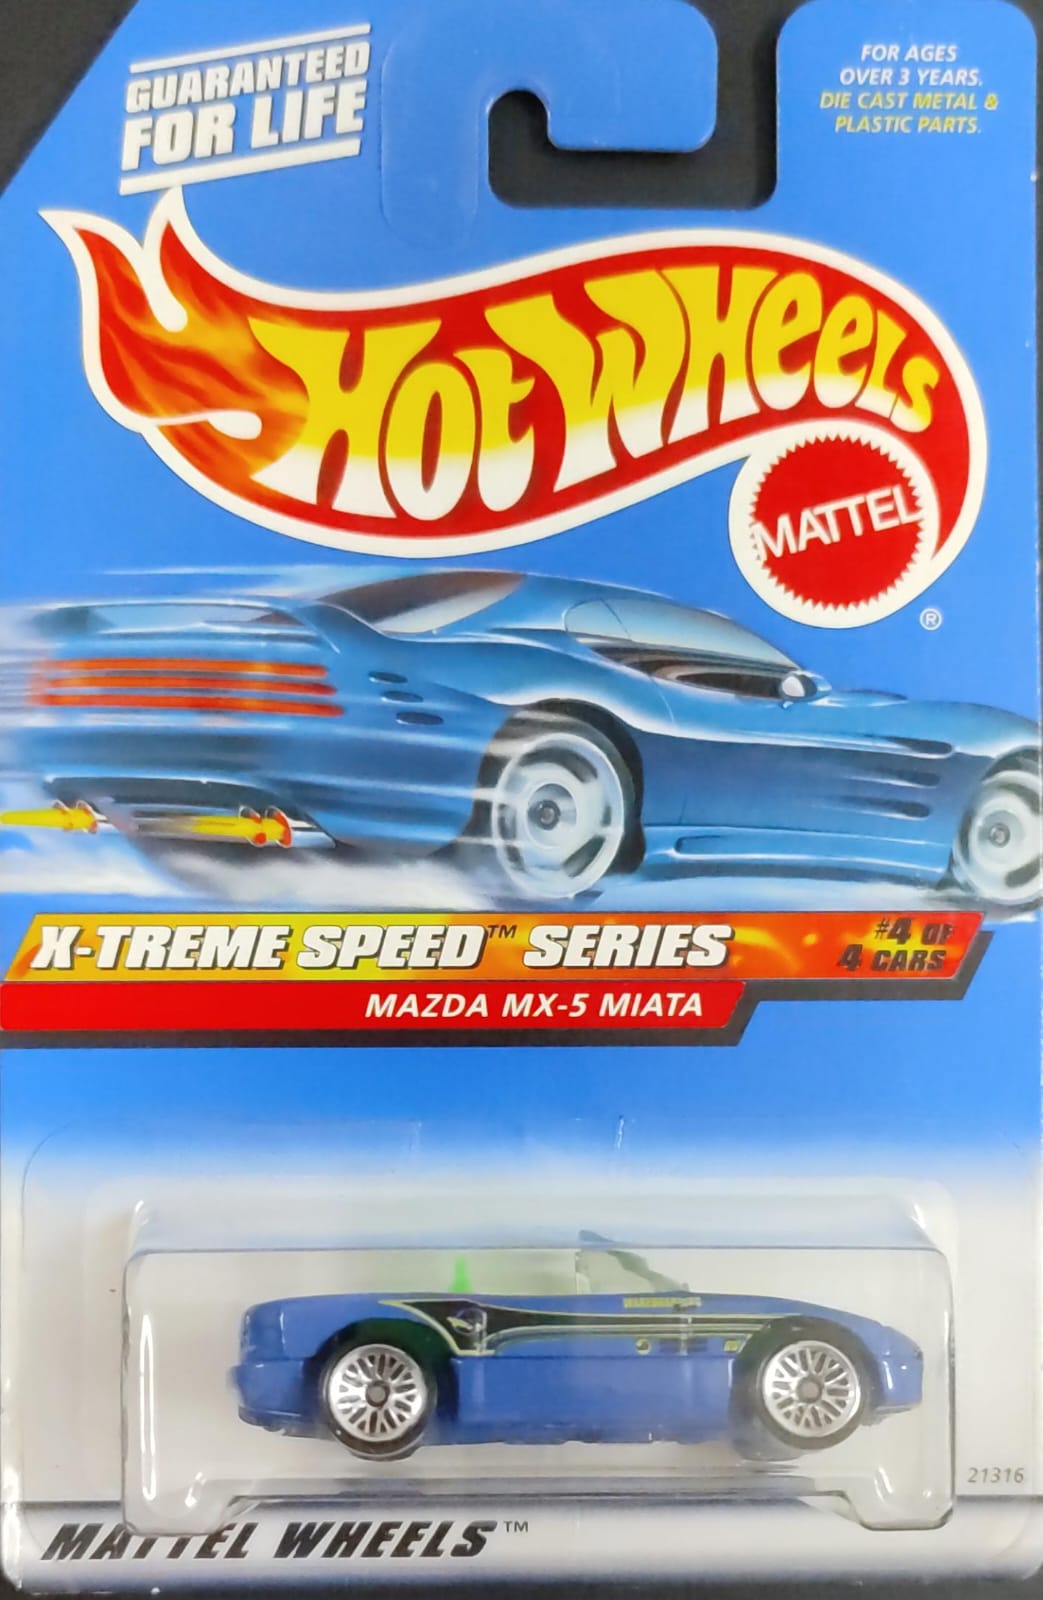 GUARANTEED
FOR LIFE
FOR AGES
OVER 3 YEARS.
DIE CAST METAL &
PLASTIC PARTS.
HOT WHEELS
MATTEL
®
X-TREME SPEED™ SERIES
#4 OF
4 CARS
MAZDA MX-5 MIATA
21316
MATTEL WHEELS™